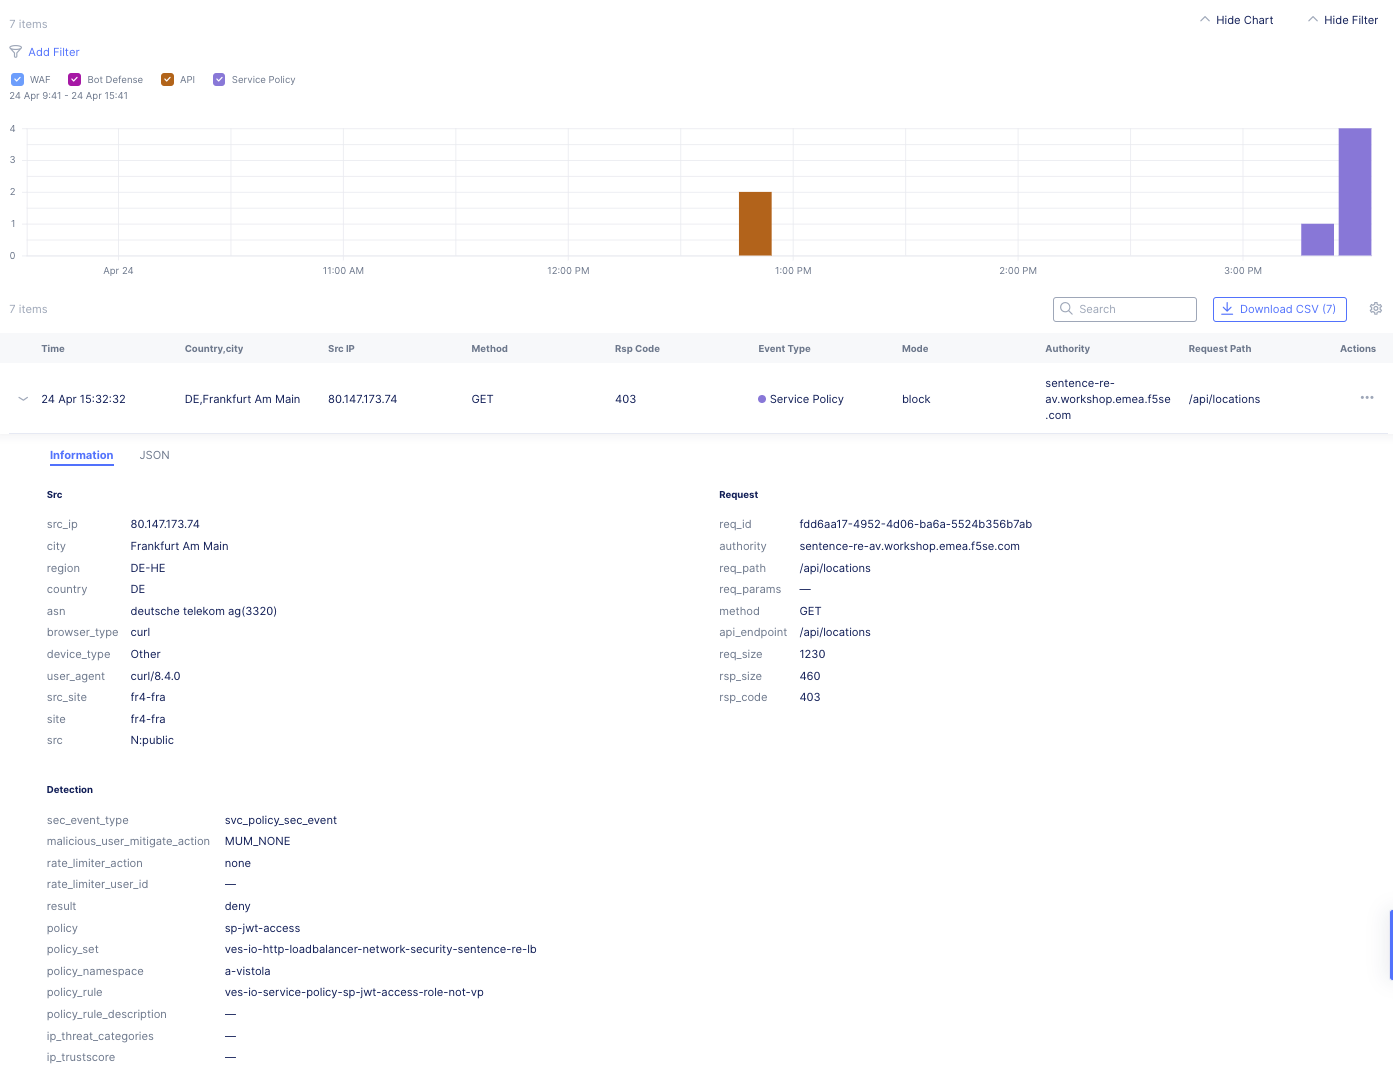 7 items
Hide Chart
Hide Filter
Add Filter
WAF
Bot Defense
API
Service Policy
24 Apr 9:41 - 24 Apr 15:41
4
3
2
1
0
Apr 24
11:00 AM
12:00 PM
1:00 PM
2:00 PM
3:00 PM
7 items
Search
Download CSV (7)
Time
Country,city
Src IP
Method
Rsp Code
Event Type
Mode
Authority
Request Path
Actions
24 Apr 15:32:32
DE,Frankfurt Am Main
80.147.173.74
GET
403
Service Policy
block
sentence-re-
av.workshop.emea.f5se
.com
/api/locations
Information
JSON
Src
src_ip 80.147.173.74
city Frankfurt Am Main
region DE-HE
country DE
asn deutsche telekom ag(3320)
browser_type curl
device_type Other
user_agent curl/8.4.0
src_site fr4-fra
site fr4-fra
src N:public
Request
req_id fdd6aa17-4952-4d06-ba6a-5524b356b7ab
authority sentence-re-av.workshop.emea.f5se.com
req_path /api/locations
req_params —
method GET
api_endpoint /api/locations
req_size 1230
rsp_size 460
rsp_code 403
Detection
sec_event_type svc_policy_sec_event
malicious_user_mitigate_action MUM_NONE
rate_limiter_action none
rate_limiter_user_id —
result deny
policy sp-jwt-access
policy_set ves-io-http-loadbalancer-network-security-sentence-re-lb
policy_namespace a-vistola
policy_rule ves-io-service-policy-sp-jwt-access-role-not-vp
policy_rule_description —
ip_threat_categories —
ip_trustscore —